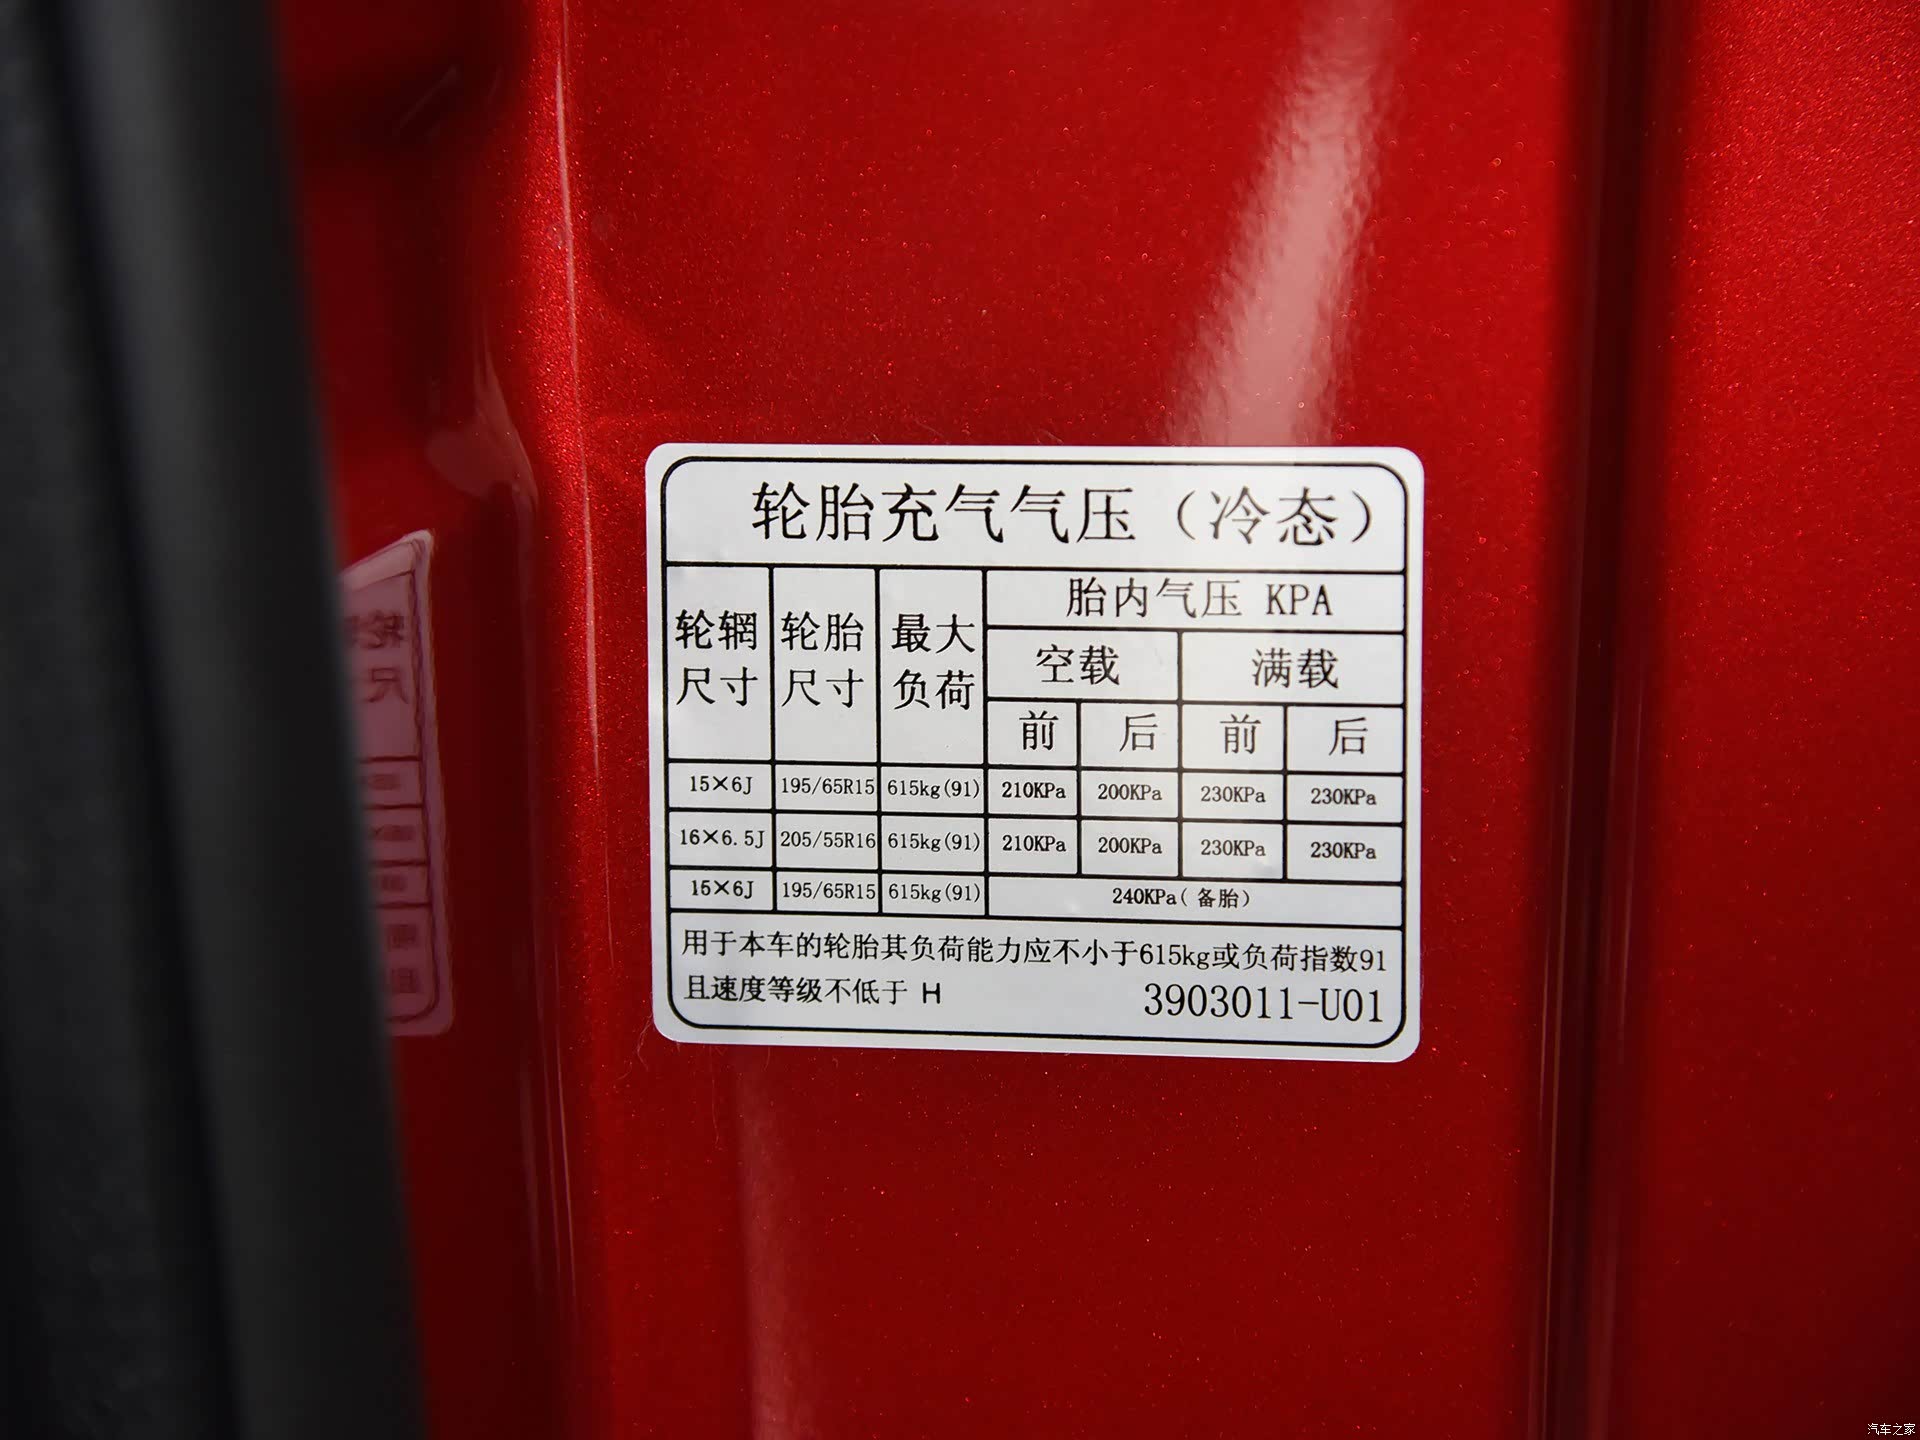 轮胎充气气压（冷态）
轮辋尺寸 轮胎尺寸 最大负荷 胎内气压 KPA
空载 满载
前 后 前 后
15×6J 195/65R15 615kg(91) 210KPa 200KPa 230KPa 230KPa
16×6.5J 205/55R16 615kg(91) 210KPa 200KPa 230KPa 230KPa
15×6J 195/65R15 615kg(91) 240KPa(备胎)
用于本车的轮胎其负荷能力应不小于615kg或负荷指数91
且速度等级不低于 H 3903011-U01
汽车之家